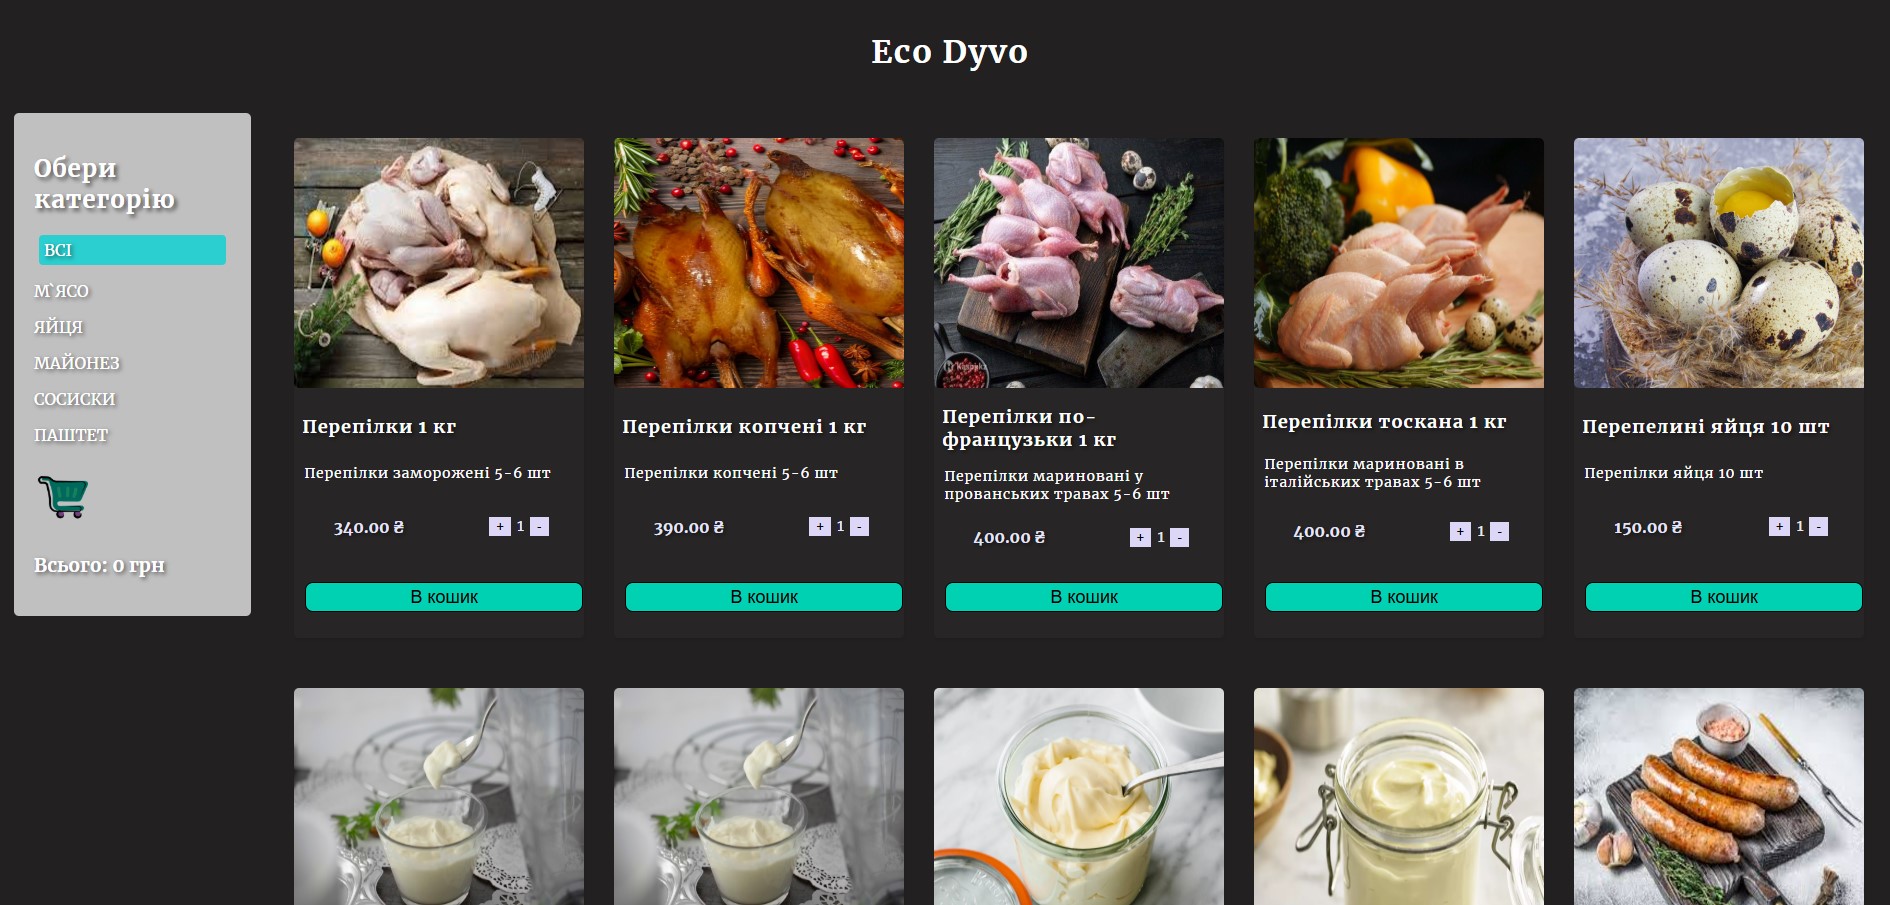 Eco Dyvo
Обери
категорію
ВСІ
М`ЯСО
ЯЙЦЯ
МАЙОНЕЗ
СОСИСКИ
ПАШТЕТ
Всього: 0 грн
Перепілки 1 кг
Перепілки заморожені 5-6 шт
340.00 ₴
+ 1 -
В кошик
Перепілки копчені 1 кг
Перепілки копчені 5-6 шт
390.00 ₴
+ 1 -
В кошик
Перепілки по-
французьки 1 кг
Перепілки мариновані у
прованських травах 5-6 шт
400.00 ₴
+ 1 -
В кошик
Перепілки тоскана 1 кг
Перепілки мариновані в
італійських травах 5-6 шт
400.00 ₴
+ 1 -
В кошик
Перепелині яйця 10 шт
Перепілки яйця 10 шт
150.00 ₴
+ 1 -
В кошик